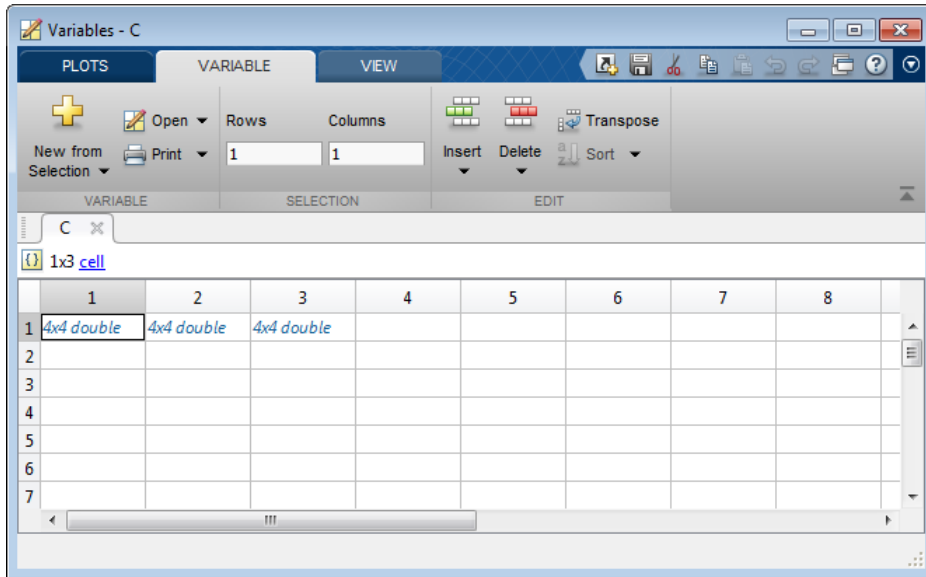 Variables - C
PLOTS VARIABLE VIEW
New from Selection
Open
Print
Rows Columns
1 1
Insert Delete
Transpose
a z Sort
VARIABLE SELECTION EDIT
C
{} 1x3 cell
1 2 3 4 5 6 7 8
1 4x4 double 4x4 double 4x4 double
2
3
4
5
6
7